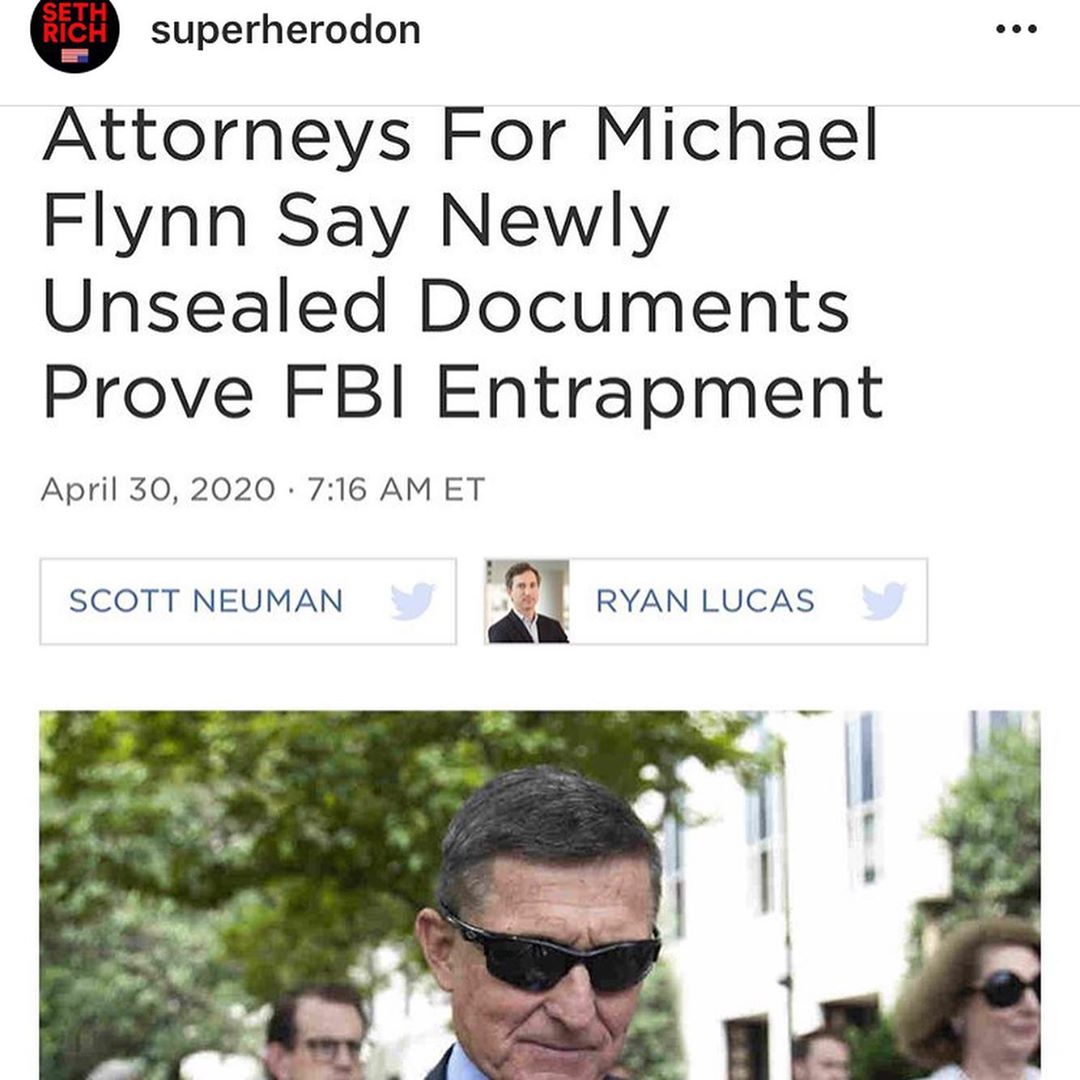 SETH
RICH
superherodon
Attorneys For Michael
Flynn Say Newly
Unsealed Documents
Prove FBI Entrapment
April 30, 2020 · 7:16 AM ET
SCOTT NEUMAN
RYAN LUCAS